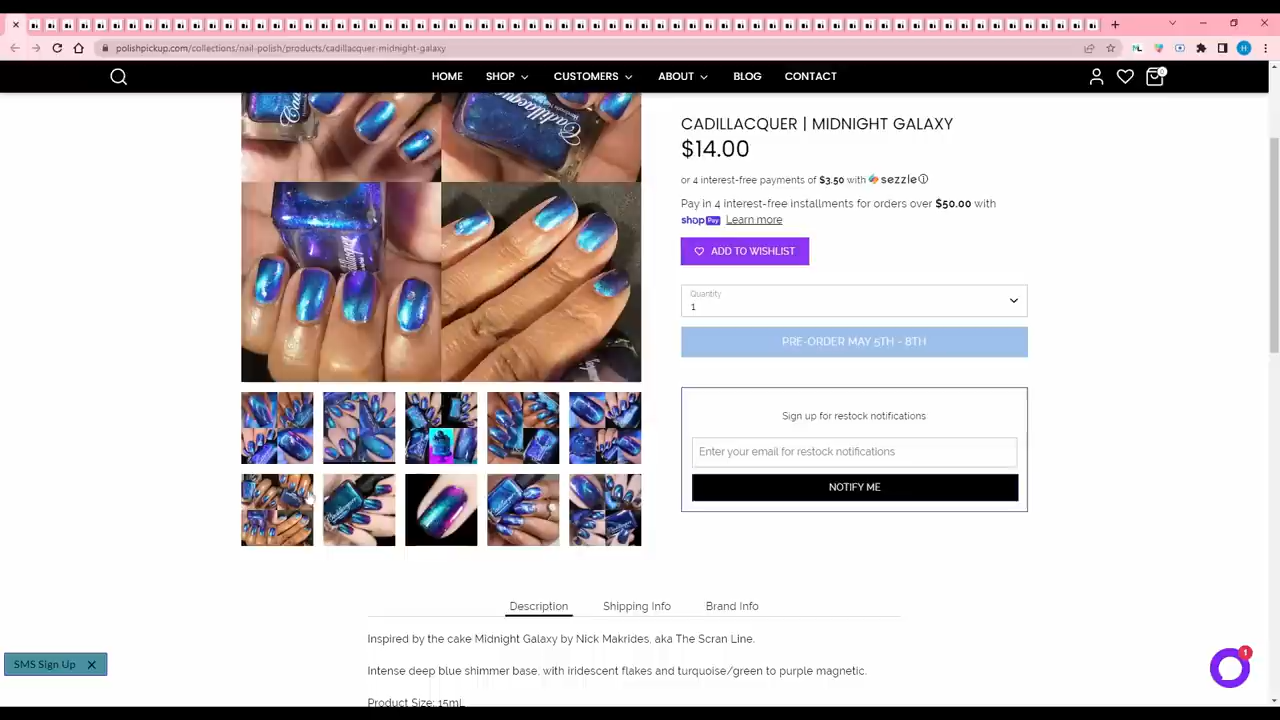 polishpickup.com/collections/nail-polish/products/cadillacquer-midnight-galaxy
HOME SHOP CUSTOMERS ABOUT BLOG CONTACT
0
CADILLACQUER | MIDNIGHT GALAXY
$14.00
or 4 interest-free payments of $3.50 with sezzle
Pay in 4 interest-free installments for orders over $50.00 with
shop Pay Learn more
ADD TO WISHLIST
Quantity
1
PRE-ORDER MAY 5TH - 8TH
Sign up for restock notifications
Enter your email for restock notifications
NOTIFY ME
Cadillacquer
Description Shipping Info Brand Info
Inspired by the cake Midnight Galaxy by Nick Makrides, aka The Scran Line.
Intense deep blue shimmer base, with iridescent flakes and turquoise/green to purple magnetic.
Product Size: 15mL
SMS Sign Up
1